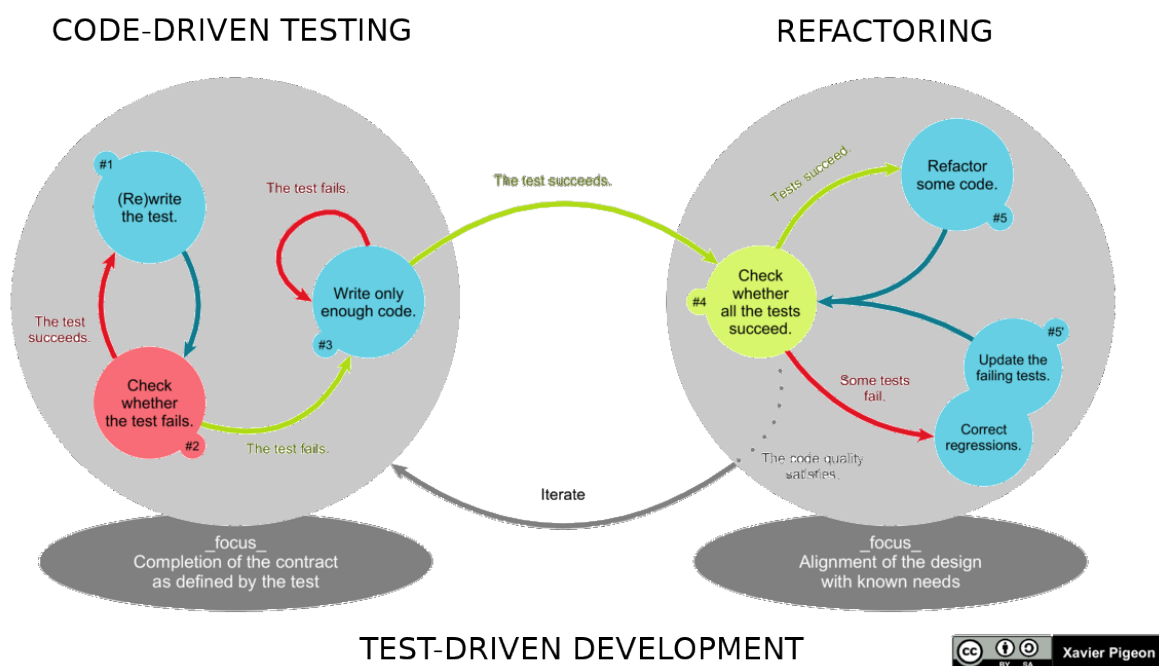 CODE-DRIVEN TESTING
REFACTORING
#1
(Re)write
the test.
The test fails.
The test succeeds.
Tests succeed.
Refactor
some code.
#5
Write only
enough code.
#3
The test
succeeds.
Check
whether
the test fails.
#2
The test fails.
#4
Check
whether
all the tests
succeed.
#5'
Update the
failing tests.
Some tests
fail.
Correct
regressions.
The code quality
satisfies.
Iterate
_focus_
Completion of the contract
as defined by the test
_focus_
Alignment of the design
with known needs
TEST-DRIVEN DEVELOPMENT
cc
BY SA
Xavier Pigeon